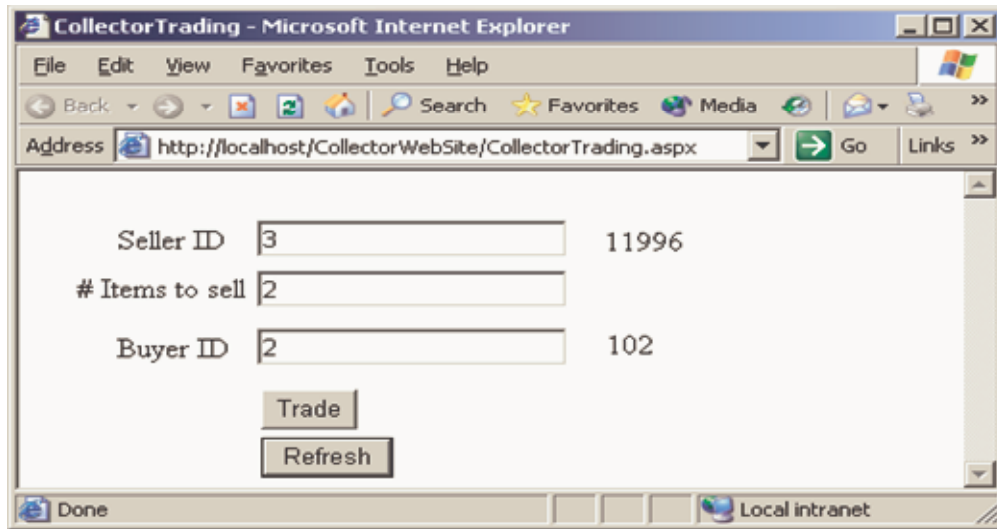 CollectorTrading - Microsoft Internet Explorer
File Edit View Favorites Tools Help
Back Search Favorites Media »
Address http://localhost/CollectorWebSite/CollectorTrading.aspx Go Links »
Seller ID 3 11996
# Items to sell 2
Buyer ID 2 102
Trade
Refresh
Done Local intranet